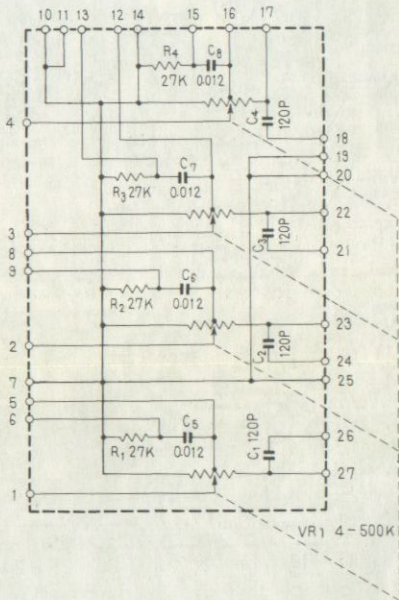 10 11 13 12 14 15 16 17
R4 C8
27K 0.012
4
C4 120P
18
19
C7
20
R3 27K 0.012
22
3
C3 120P
8
21
9
C6
R2 27K 0.012
23
2
C2 120P
24
7
25
5
6
C5
26
R1 27K 0.012
C1 120P
27
1
VR1 4-500K